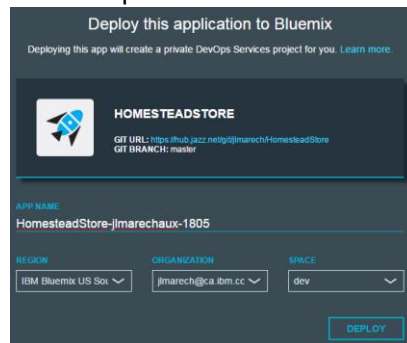 Deploy this application to Bluemix
Deploying this app will create a private DevOps Services project for you. Learn more.
HOMESTEADSTORE
GIT URL: https://hub.jazz.net/git/jlmarech/HomesteadStore
GIT BRANCH: master
APP NAME
HomesteadStore-jlmarechaux-1805
REGION ORGANIZATION SPACE
IBM Bluemix US Sou jlmarech@ca.ibm.cc dev
DEPLOY